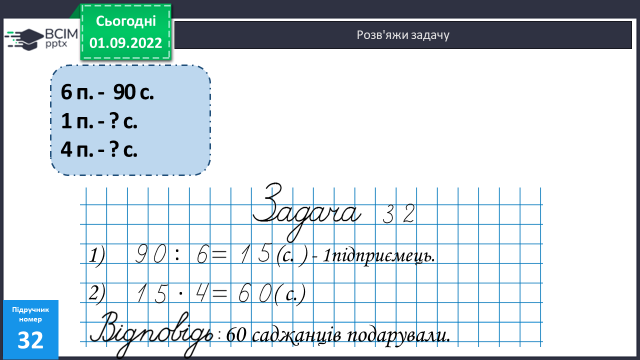 Сьогодні
01.09.2022
BCIM
pptx
Розв'яжи задачу
6 п. - 90 с.
1 п. - ? с.
4 п. - ? с.
Задача 32
1) 90 : 6 = 15 (с. ) - 1підприємець.
2) 15 · 4 = 60 ( с.)
Відповідь : 60 саджанців подарували.
Підручник
номер
32